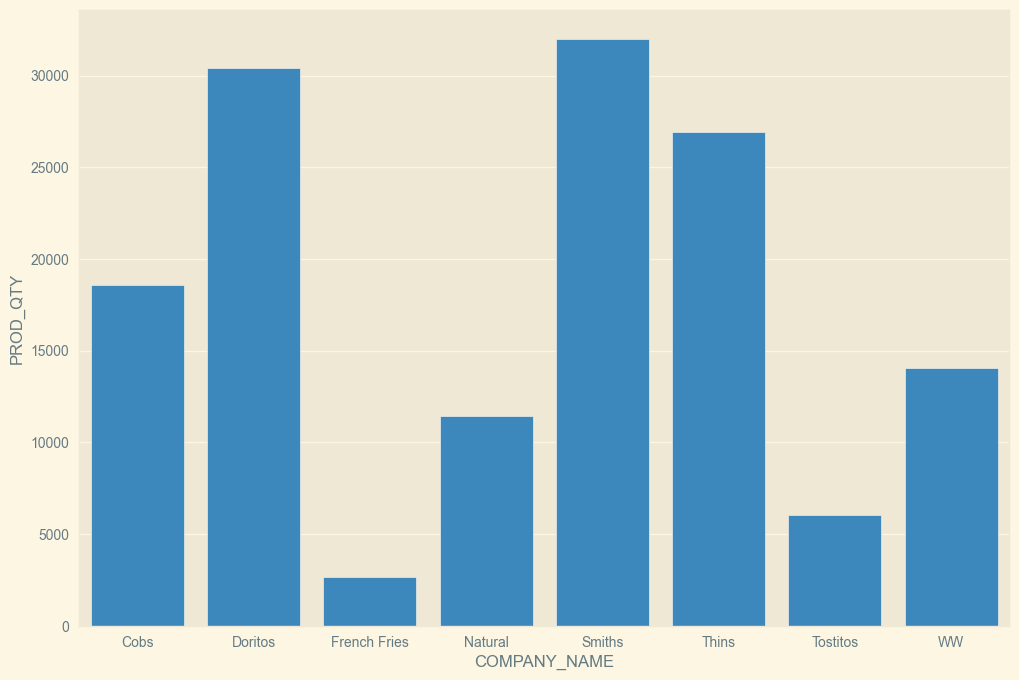 PROD_QTY
30000
25000
20000
15000
10000
5000
0
Cobs Doritos French Fries Natural Smiths Thins Tostitos WW
COMPANY_NAME